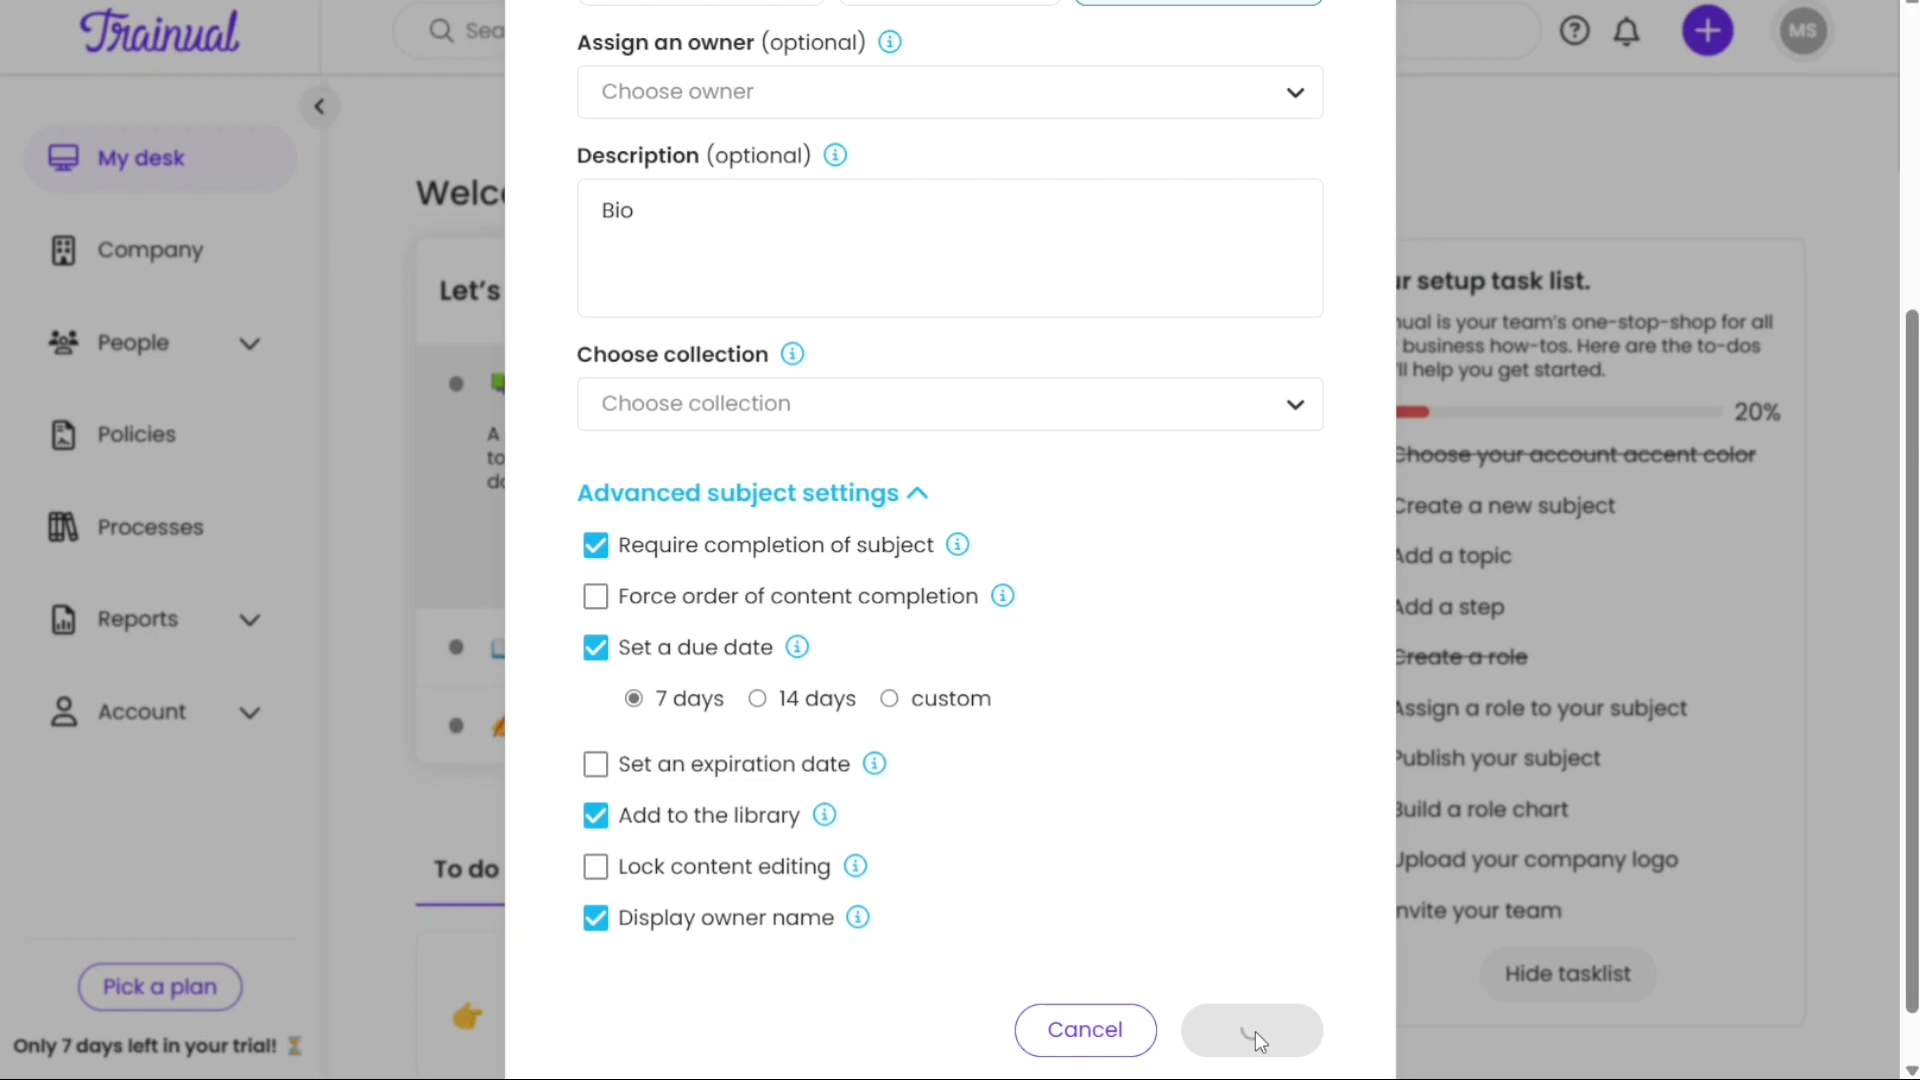 Trainual
Sea
MS
Assign an owner (optional)
Choose owner
Description (optional)
Bio
Choose collection
Choose collection
Advanced subject settings
Require completion of subject
Force order of content completion
Set a due date
7 days 14 days custom
Set an expiration date
Add to the library
Lock content editing
Display owner name
Cancel
My desk
Company
People
Policies
Processes
Reports
Account
Pick a plan
Only 7 days left in your trial!
Welc
Let's
A
to
do
To do
r setup task list.
nual is your team's one-stop-shop for all
business how-tos. Here are the to-dos
'll help you get started.
20%
Choose your account accent color
Create a new subject
Add a topic
Add a step
Create a role
Assign a role to your subject
Publish your subject
Build a role chart
Upload your company logo
nvite your team
Hide tasklist